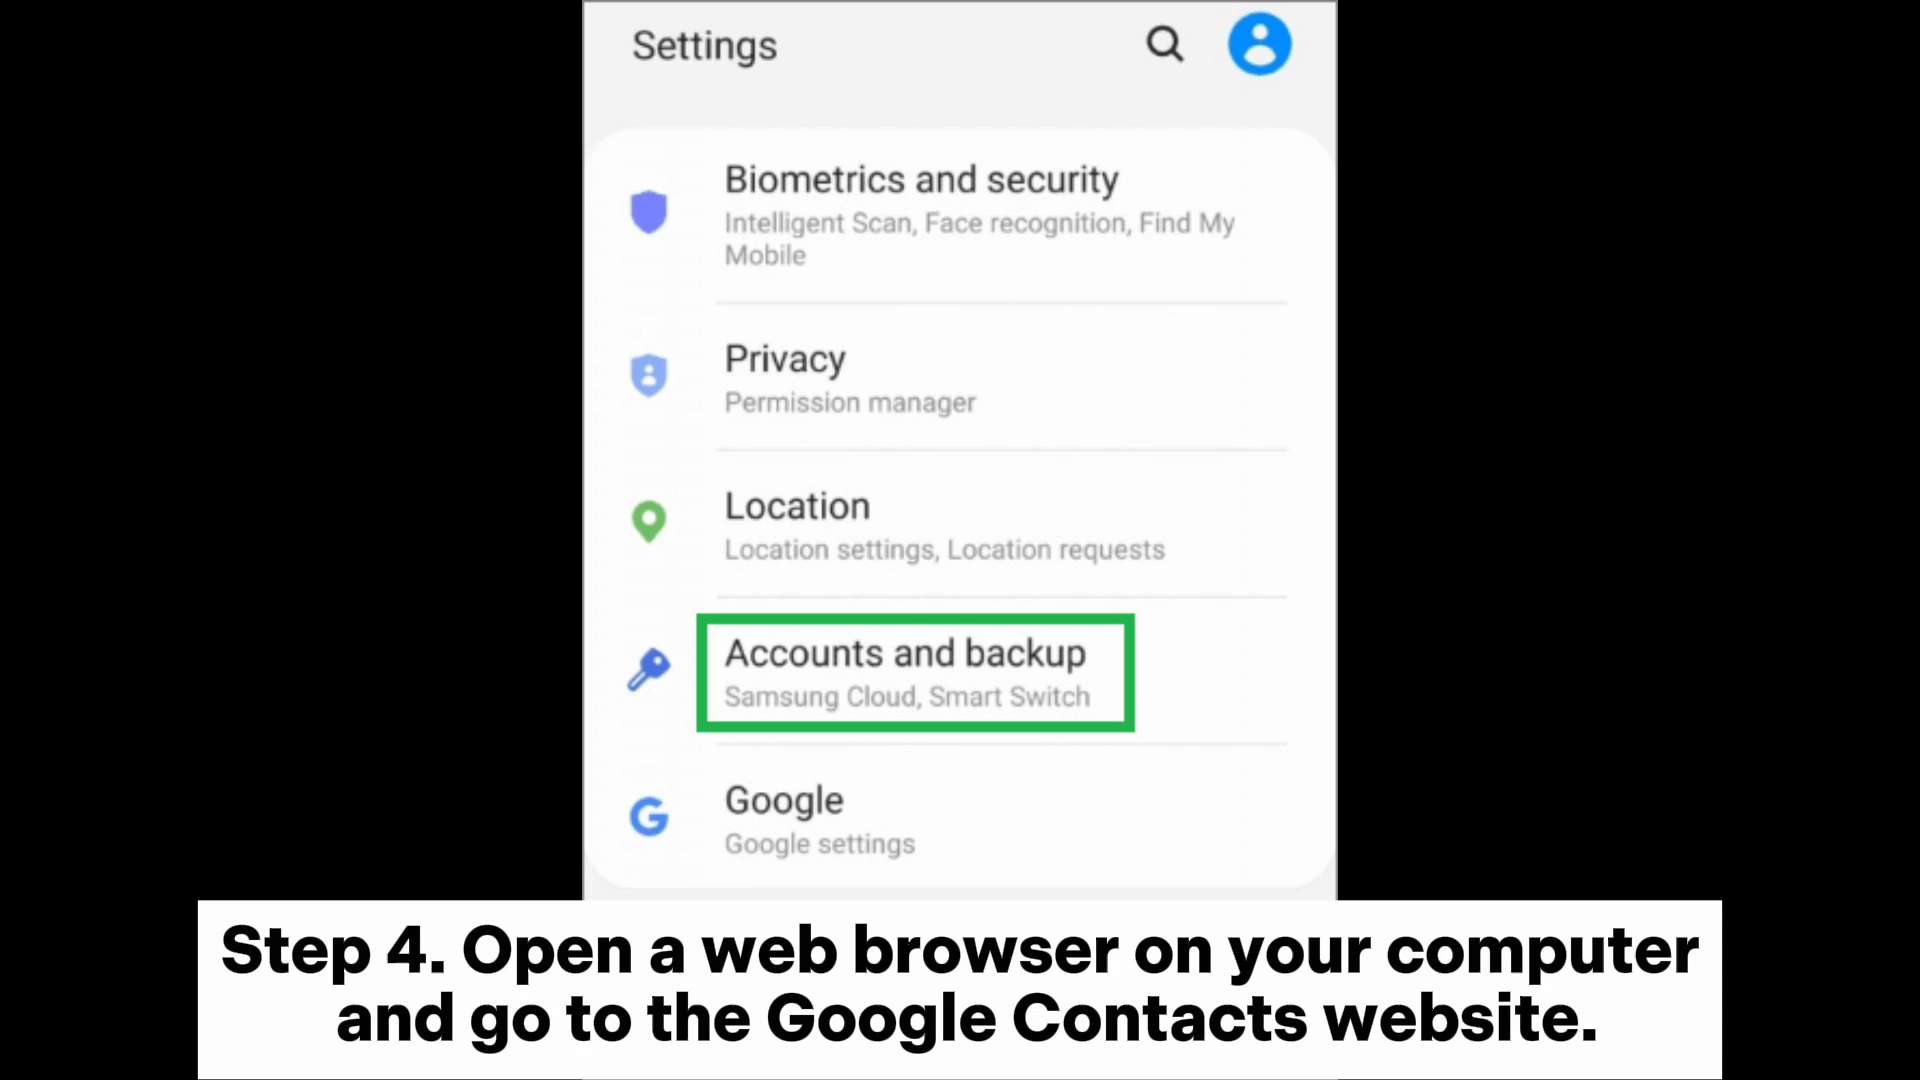 Settings
Biometrics and security
Intelligent Scan, Face recognition, Find My
Mobile
Privacy
Permission manager
Location
Location settings, Location requests
Accounts and backup
Samsung Cloud, Smart Switch
Google
Google settings
Step 4. Open a web browser on your computer
and go to the Google Contacts website.